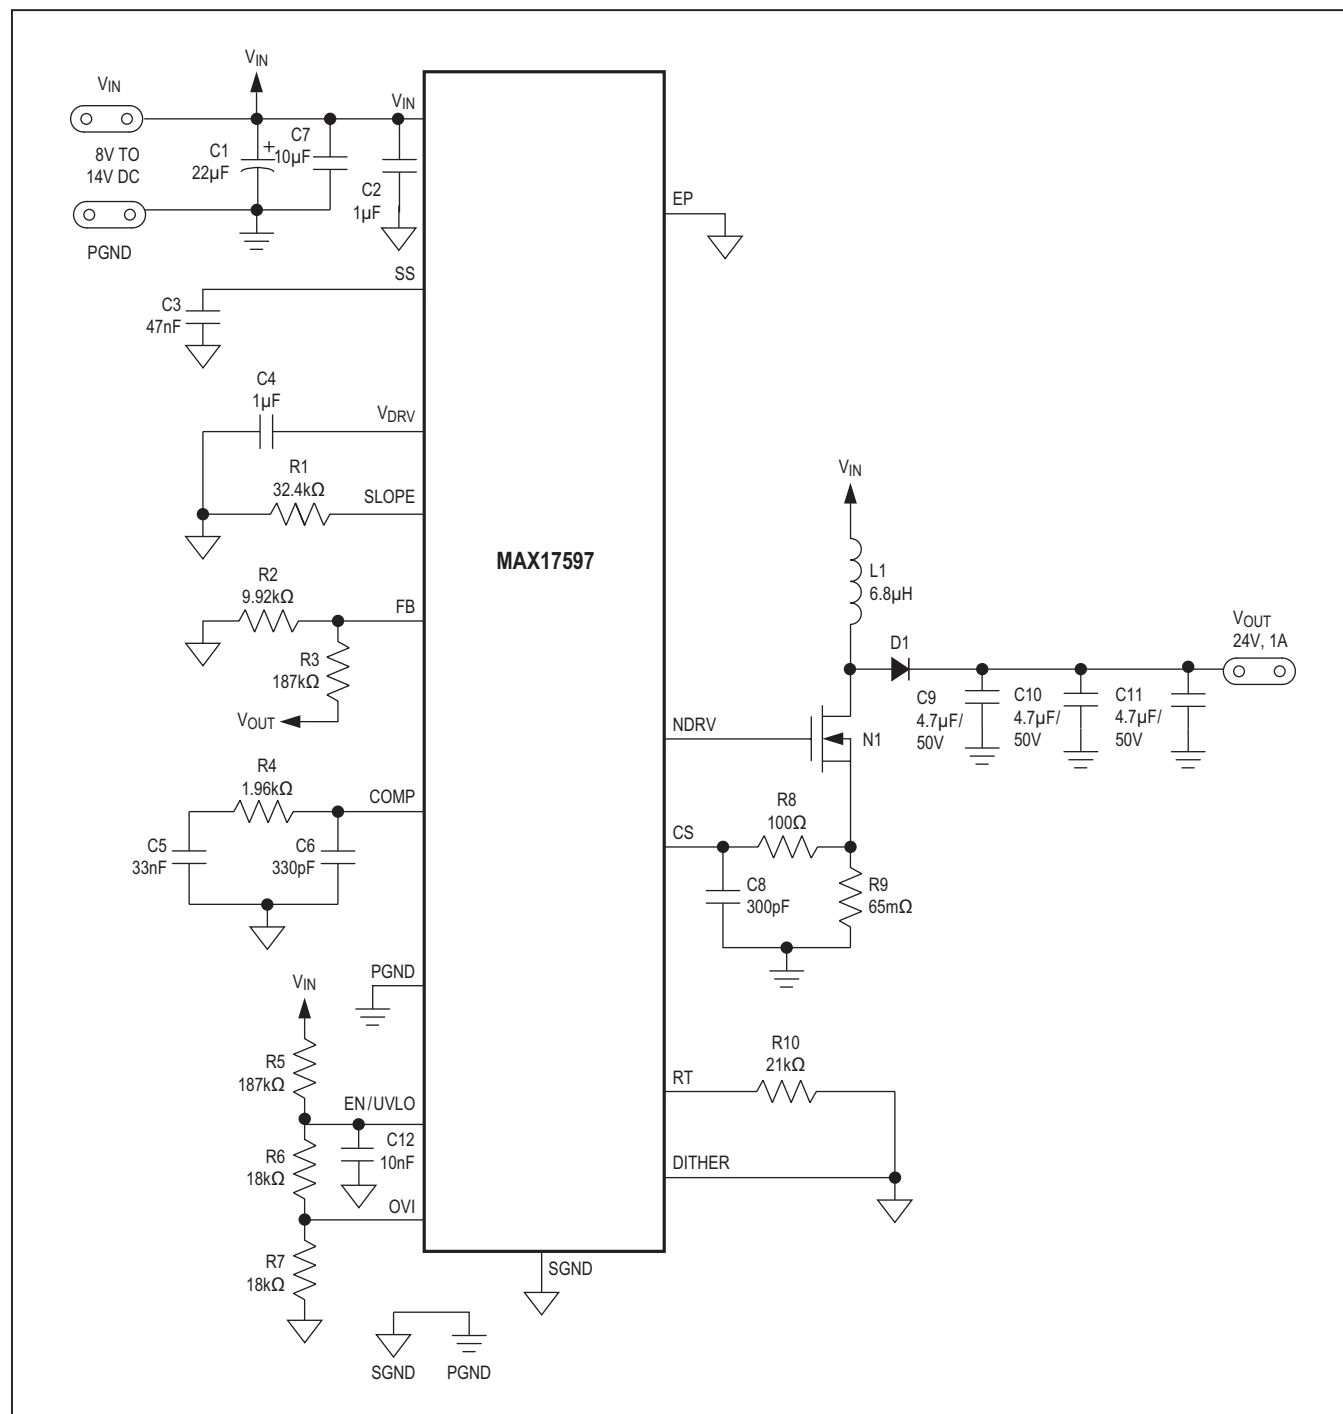 VIN
VIN
VIN
8V TO
14V DC
C1
22µF
+
C7
10µF
C2
1µF
PGND
EP
SS
C3
47nF
C4
1µF
VDRV
R1
32.4kΩ
SLOPE
MAX17597
R2
9.92kΩ
FB
R3
187kΩ
VOUT
R4
1.96kΩ
COMP
C5
33nF
C6
330pF
VIN
L1
6.8µH
D1
VOUT
24V, 1A
C9
4.7µF/
50V
C10
4.7µF/
50V
C11
4.7µF/
50V
NDRV
N1
R8
100Ω
CS
C8
300pF
R9
65mΩ
PGND
VIN
R5
187kΩ
EN/UVLO
C12
10nF
R6
18kΩ
OVI
R7
18kΩ
R10
21kΩ
RT
DITHER
SGND
SGND
PGND